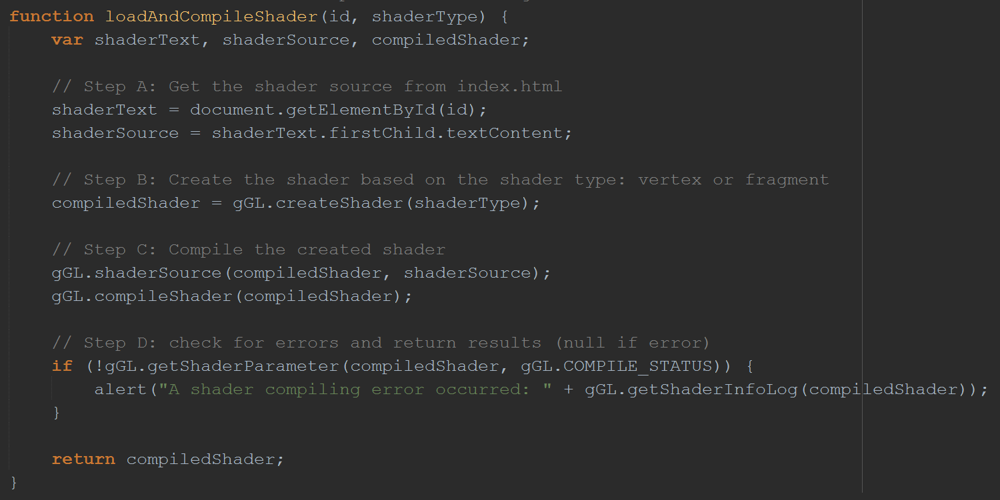 function loadAndCompileShader(id, shaderType) {
    var shaderText, shaderSource, compiledShader;

    // Step A: Get the shader source from index.html
    shaderText = document.getElementById(id);
    shaderSource = shaderText.firstChild.textContent;

    // Step B: Create the shader based on the shader type: vertex or fragment
    compiledShader = gGL.createShader(shaderType);

    // Step C: Compile the created shader
    gGL.shaderSource(compiledShader, shaderSource);
    gGL.compileShader(compiledShader);

    // Step D: check for errors and return results (null if error)
    if (!gGL.getShaderParameter(compiledShader, gGL.COMPILE_STATUS)) {
        alert("A shader compiling error occurred: " + gGL.getShaderInfoLog(compiledShader));
    }

    return compiledShader;
}